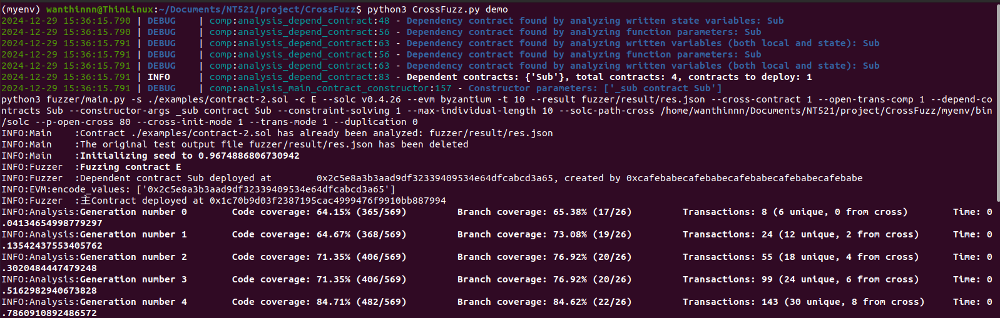 (myenv) wanthinnn@ThinLinux:~/Documents/NT521/project/CrossFuzz$ python3 CrossFuzz.py demo
2024-12-29 15:36:15.790 | DEBUG    | comp:analysis_depend_contract:48 - Dependency contract found by analyzing written state variables: Sub
2024-12-29 15:36:15.790 | DEBUG    | comp:analysis_depend_contract:56 - Dependency contract found by analyzing function parameters: Sub
2024-12-29 15:36:15.791 | DEBUG    | comp:analysis_depend_contract:63 - Dependency contract found by analyzing written variables (both local and state): Sub
2024-12-29 15:36:15.791 | DEBUG    | comp:analysis_depend_contract:56 - Dependency contract found by analyzing function parameters: Sub
2024-12-29 15:36:15.791 | DEBUG    | comp:analysis_depend_contract:63 - Dependency contract found by analyzing written variables (both local and state): Sub
2024-12-29 15:36:15.791 | INFO     | comp:analysis_depend_contract:83 - Dependent contracts: {'Sub'}, total contracts: 4, contracts to deploy: 1
2024-12-29 15:36:15.791 | DEBUG    | comp:analysis_main_contract_constructor:157 - Constructor parameters: ['_sub contract Sub']
python3 fuzzer/main.py -s ./examples/contract-2.sol -c E --solc v0.4.26 --evm byzantium -t 10 --result fuzzer/result/res.json --cross-contract 1 --open-trans-comp 1 --depend-co
ntracts Sub --constructor-args _sub contract Sub --constraint-solving 1 --max-individual-length 10 --solc-path-cross /home/wanthinnn/Documents/NT521/project/CrossFuzz/myenv/bin
/solc --p-open-cross 80 --cross-init-mode 1 --trans-mode 1 --duplication 0
INFO:Main    :Contract ./examples/contract-2.sol has already been analyzed: fuzzer/result/res.json
INFO:Main    :The original test output file fuzzer/result/res.json has been deleted
INFO:Main    :Initializing seed to 0.9674886806730942
INFO:Fuzzer  :Fuzzing contract E
INFO:Fuzzer  :Dependent contract Sub deployed at        0x2c5e8a3b3aad9df32339409534e64dfcabcd3a65, created by 0xcafebabecafebabecafebabecafebabecafebabe
INFO:EVM:encode_values: ['0x2c5e8a3b3aad9df32339409534e64dfcabcd3a65']
INFO:Fuzzer  :主Contract deployed at 0x1c70b9d03f2387195cac4999476f9910bb887994
INFO:Analysis:Generation number 0        Code coverage: 64.15% (365/569)         Branch coverage: 65.38% (17/26)         Transactions: 8 (6 unique, 0 from cross)        Time: 0
.04134654998779297
INFO:Analysis:Generation number 1        Code coverage: 64.67% (368/569)         Branch coverage: 73.08% (19/26)         Transactions: 24 (12 unique, 2 from cross)      Time: 0
.13542437553405762
INFO:Analysis:Generation number 2        Code coverage: 71.35% (406/569)         Branch coverage: 76.92% (20/26)         Transactions: 55 (18 unique, 4 from cross)      Time: 0
.3020484447479248
INFO:Analysis:Generation number 3        Code coverage: 71.35% (406/569)         Branch coverage: 76.92% (20/26)         Transactions: 99 (24 unique, 6 from cross)      Time: 0
.5162982940673828
INFO:Analysis:Generation number 4        Code coverage: 84.71% (482/569)         Branch coverage: 84.62% (22/26)         Transactions: 143 (30 unique, 8 from cross)     Time: 0
.7860910892486572